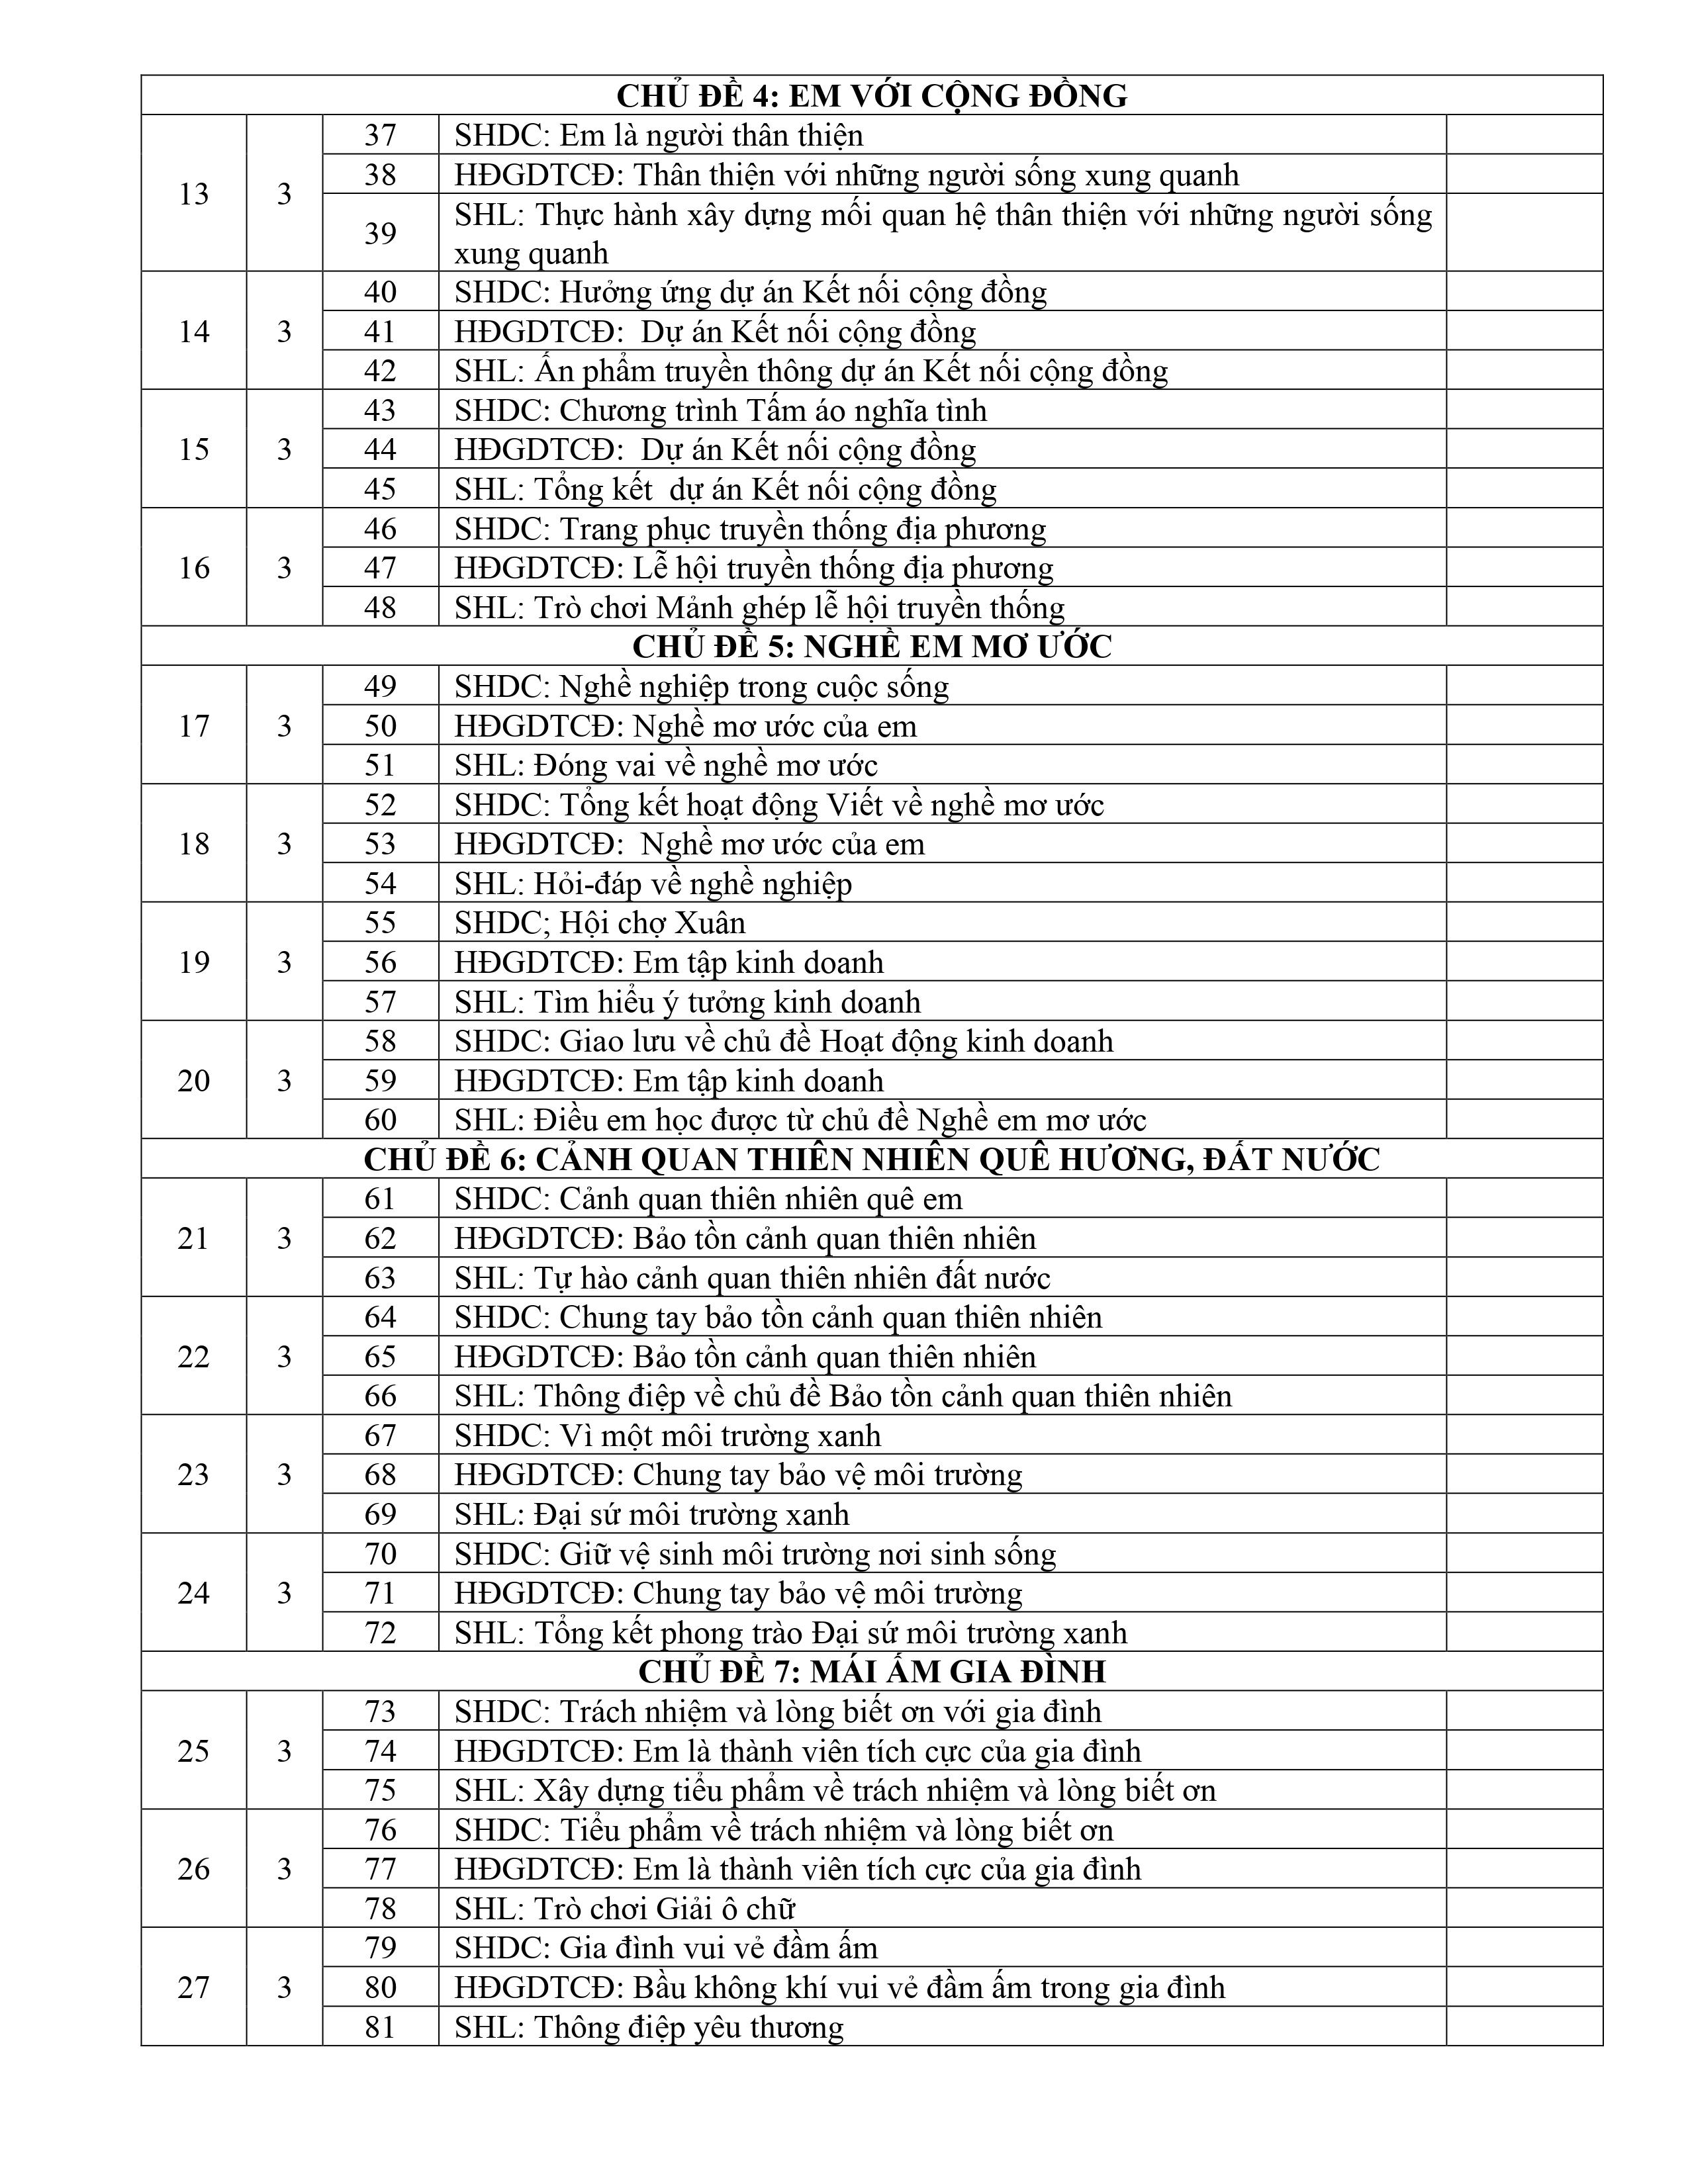 CHỦ ĐỀ 4: EM VỚI CỘNG ĐỒNG
13 3 37 SHDC: Em là người thân thiện
38 HĐGDTCĐ: Thân thiện với những người sống xung quanh
39 SHL: Thực hành xây dựng mối quan hệ thân thiện với những người sống
xung quanh
14 3 40 SHDC: Hưởng ứng dự án Kết nối cộng đồng
41 HĐGDTCĐ:  Dự án Kết nối cộng đồng
42 SHL: Ấn phẩm truyền thông dự án Kết nối cộng đồng
15 3 43 SHDC: Chương trình Tấm áo nghĩa tình
44 HĐGDTCĐ:  Dự án Kết nối cộng đồng
45 SHL: Tổng kết  dự án Kết nối cộng đồng
16 3 46 SHDC: Trang phục truyền thống địa phương
47 HĐGDTCĐ: Lễ hội truyền thống địa phương
48 SHL: Trò chơi Mảnh ghép lễ hội truyền thống
CHỦ ĐỀ 5: NGHỀ EM MƠ ƯỚC
17 3 49 SHDC: Nghề nghiệp trong cuộc sống
50 HĐGDTCĐ: Nghề mơ ước của em
51 SHL: Đóng vai về nghề mơ ước
18 3 52 SHDC: Tổng kết hoạt động Viết về nghề mơ ước
53 HĐGDTCĐ:  Nghề mơ ước của em
54 SHL: Hỏi-đáp về nghề nghiệp
19 3 55 SHDC; Hội chợ Xuân
56 HĐGDTCĐ: Em tập kinh doanh
57 SHL: Tìm hiểu ý tưởng kinh doanh
20 3 58 SHDC: Giao lưu về chủ đề Hoạt động kinh doanh
59 HĐGDTCĐ: Em tập kinh doanh
60 SHL: Điều em học được từ chủ đề Nghề em mơ ước
CHỦ ĐỀ 6: CẢNH QUAN THIÊN NHIÊN QUÊ HƯƠNG, ĐẤT NƯỚC
21 3 61 SHDC: Cảnh quan thiên nhiên quê em
62 HĐGDTCĐ: Bảo tồn cảnh quan thiên nhiên
63 SHL: Tự hào cảnh quan thiên nhiên đất nước
22 3 64 SHDC: Chung tay bảo tồn cảnh quan thiên nhiên
65 HĐGDTCĐ: Bảo tồn cảnh quan thiên nhiên
66 SHL: Thông điệp về chủ đề Bảo tồn cảnh quan thiên nhiên
23 3 67 SHDC: Vì một môi trường xanh
68 HĐGDTCĐ: Chung tay bảo vệ môi trường
69 SHL: Đại sứ môi trường xanh
24 3 70 SHDC: Giữ vệ sinh môi trường nơi sinh sống
71 HĐGDTCĐ: Chung tay bảo vệ môi trường
72 SHL: Tổng kết phong trào Đại sứ môi trường xanh
CHỦ ĐỀ 7: MÁI ẤM GIA ĐÌNH
25 3 73 SHDC: Trách nhiệm và lòng biết ơn với gia đình
74 HĐGDTCĐ: Em là thành viên tích cực của gia đình
75 SHL: Xây dựng tiểu phẩm về trách nhiệm và lòng biết ơn
26 3 76 SHDC: Tiểu phẩm về trách nhiệm và lòng biết ơn
77 HĐGDTCĐ: Em là thành viên tích cực của gia đình
78 SHL: Trò chơi Giải ô chữ
27 3 79 SHDC: Gia đình vui vẻ đầm ấm
80 HĐGDTCĐ: Bầu không khí vui vẻ đầm ấm trong gia đình
81 SHL: Thông điệp yêu thương